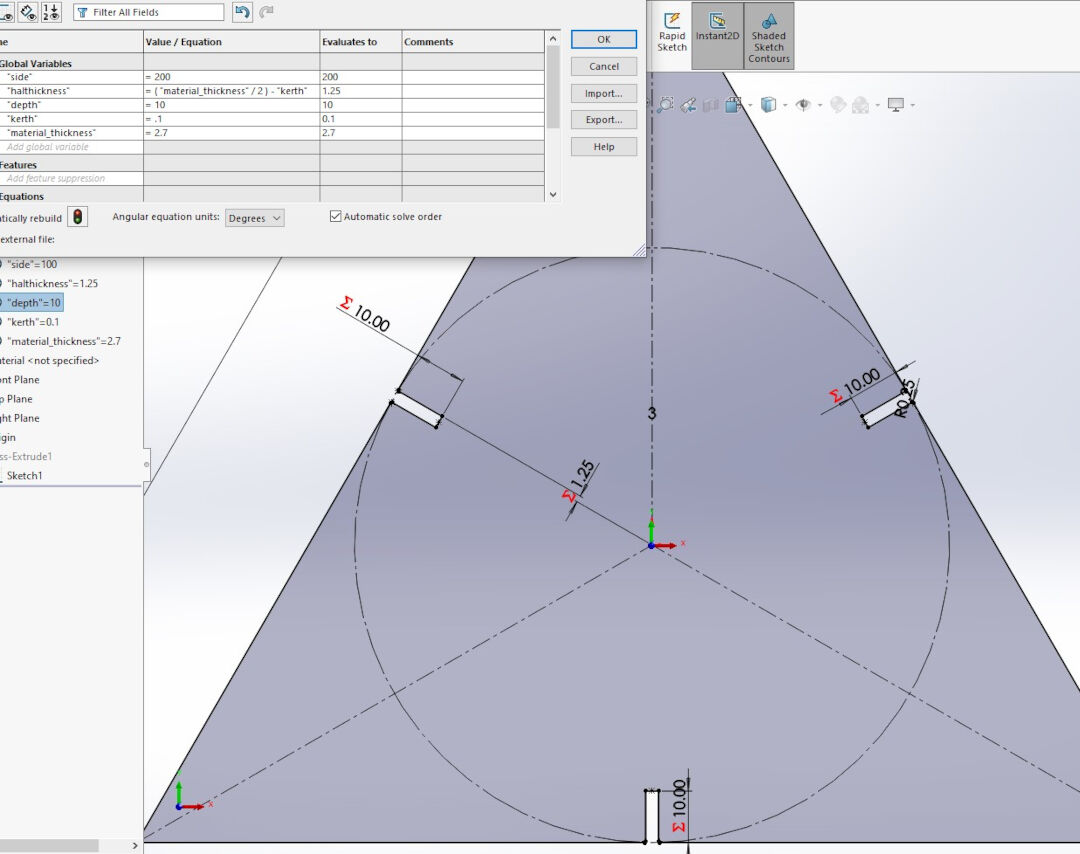 Filter All Fields
ne Value / Equation Evaluates to Comments
Global Variables
"side" = 200 200
"halthickness" = ( "material_thickness" / 2 ) - "kerth" 1.25
"depth" = 10 10
"kerth" = .1 0.1
"material_thickness" = 2.7 2.7
Add global variable
Features
Add feature suppression
Equations
atically rebuild Angular equation units: Degrees Automatic solve order
external file:
OK
Cancel
Import...
Export...
Help
Rapid Sketch
Instant2D
Shaded Sketch Contours
"side"=100
"halthickness"=1.25
"depth"=10
"kerth"=0.1
"material_thickness"=2.7
aterial <not specified>
ont Plane
p Plane
ght Plane
igin
ss-Extrude1
Sketch1
Σ 10.00
Σ 10.00
R0.25
3
Σ 1.25
x
x
Σ 10.00